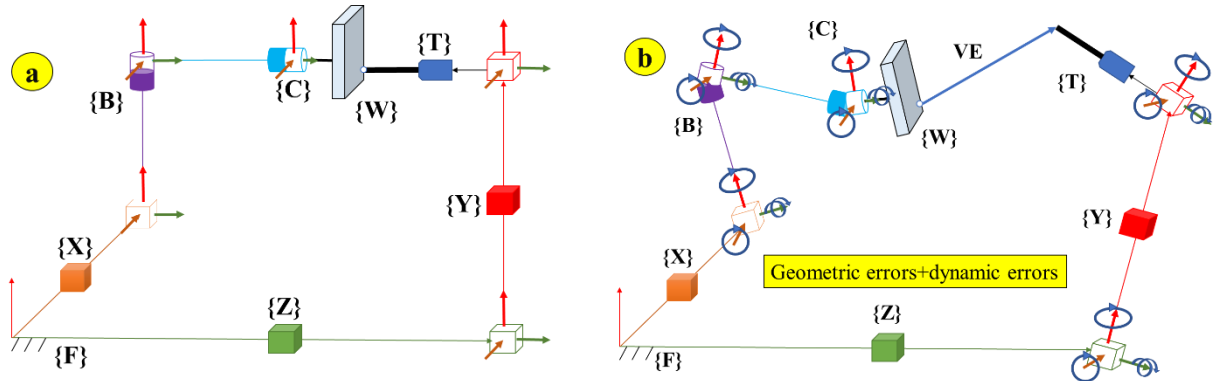 a
{B}
{C}
{T}
{W}
{X}
{Y}
{Z}
{F}
b
{C}
VE
{T}
{B}
{W}
{Y}
{X}
Geometric errors+dynamic errors
{Z}
{F}